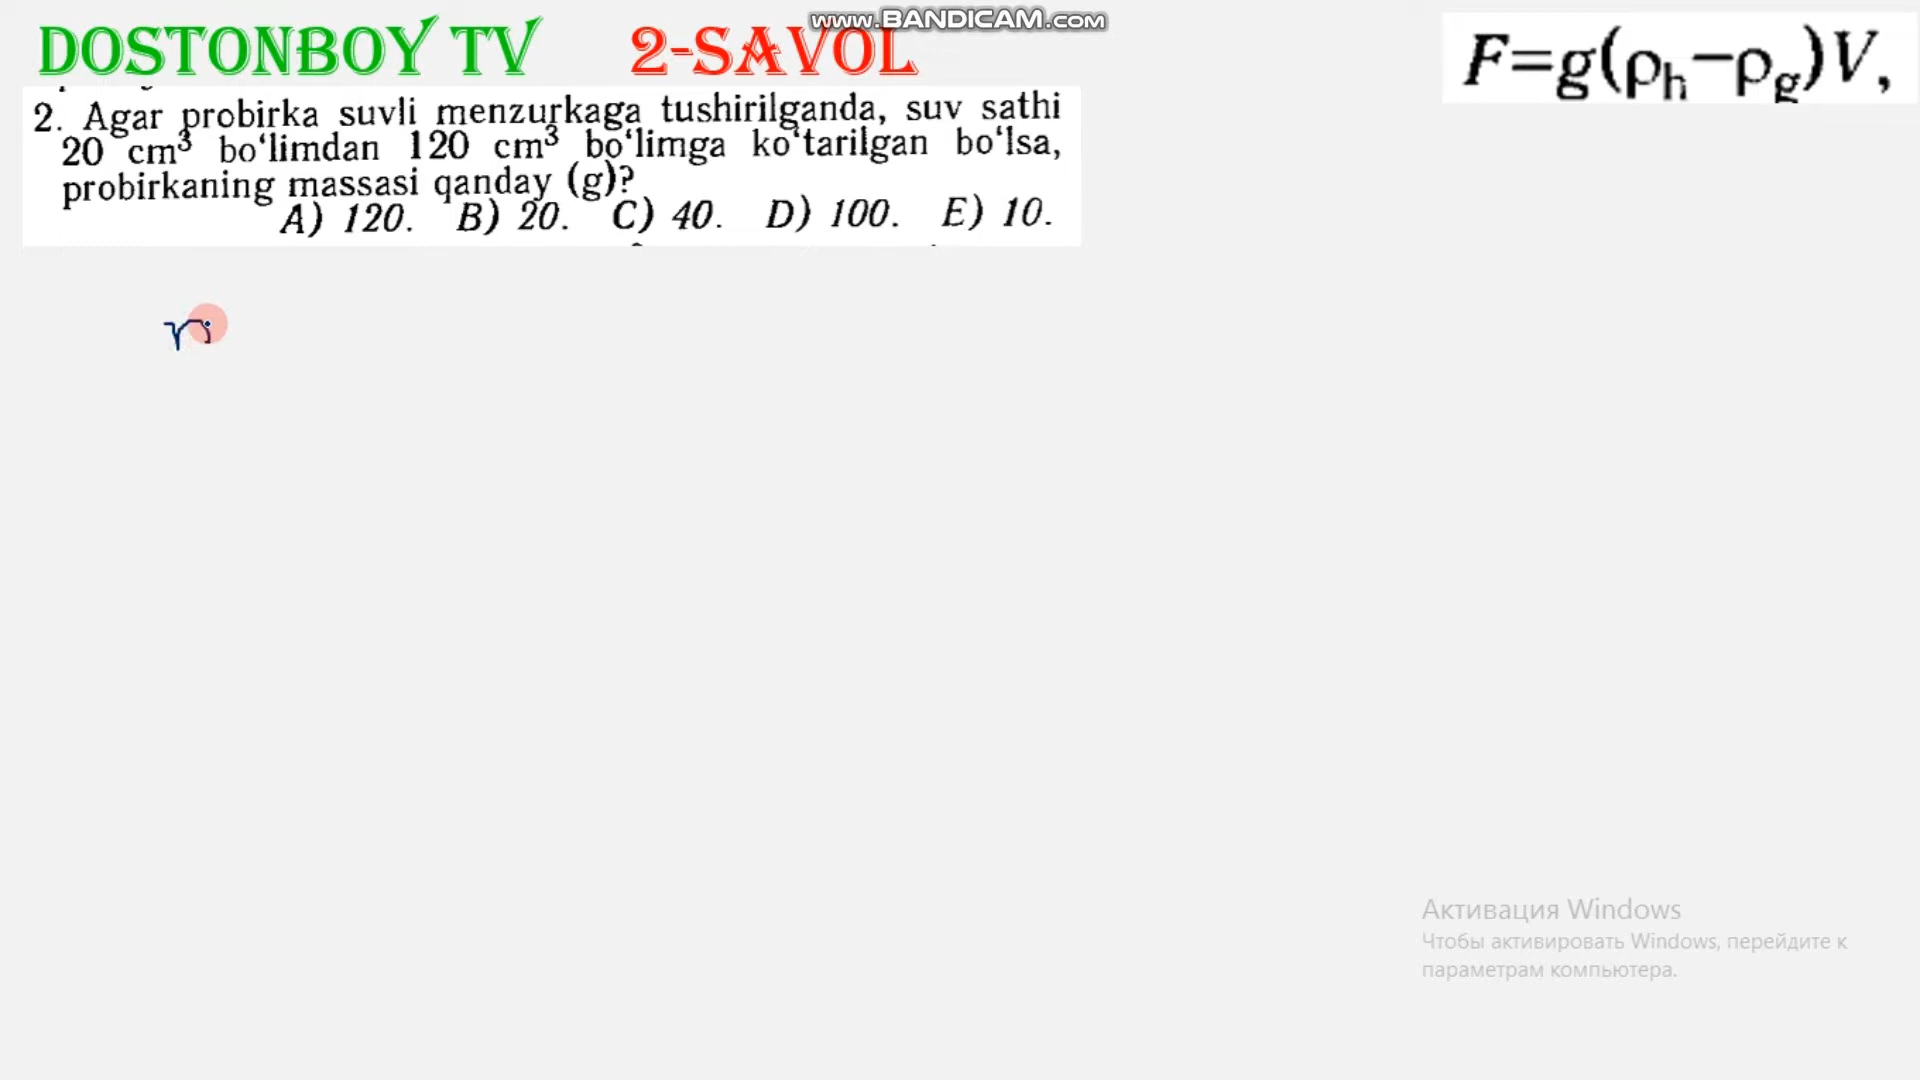 www.BANDICAM.com
DOSTONBOY TV 2-SAVOL
F=g(ρh−ρg)V,
2. Agar probirka suvli menzurkaga tushirilganda, suv sathi
20 cm³ bo‘limdan 120 cm³ bo‘limga ko‘tarilgan bo‘lsa,
probirkaning massasi qanday (g)?
A) 120. B) 20. C) 40. D) 100. E) 10.
Активация Windows
Чтобы активировать Windows, перейдите к
параметрам компьютера.